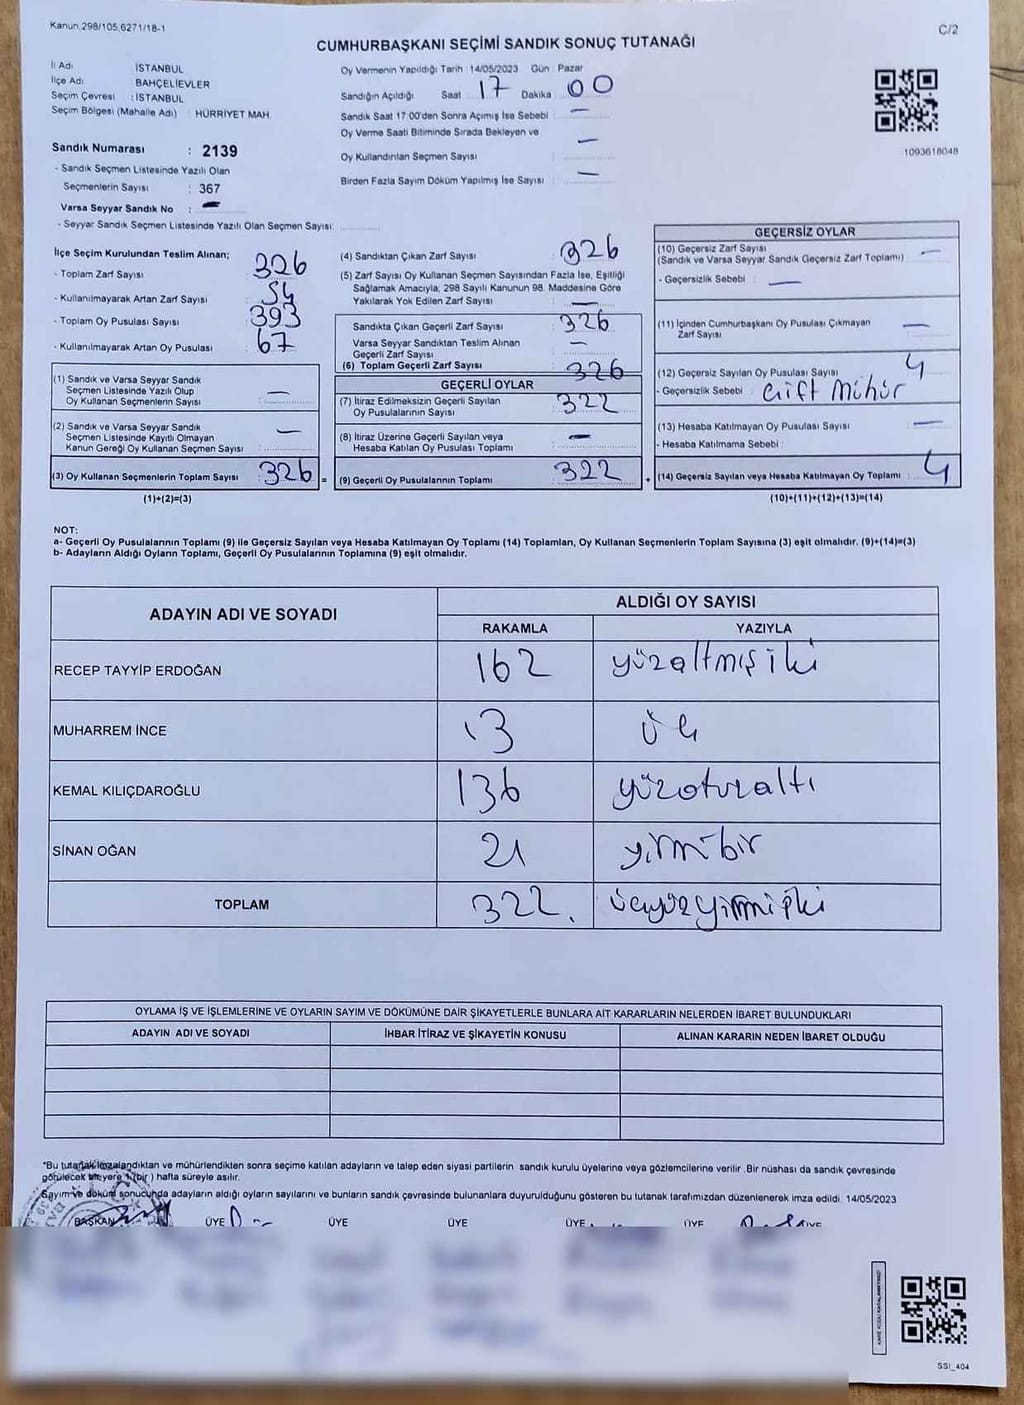 Kanun,298/105,6271/18-1
C/2
CUMHURBAŞKANI SEÇİMİ SANDIK SONUÇ TUTANAĞI
İl Adı İSTANBUL
İlçe Adı BAHÇELİEVLER
Seçim Çevresi : İSTANBUL
Seçim Bölgesi (Mahalle Adı) : HÜRRİYET MAH.
Sandık Numarası : 2139
- Sandık Seçmen Listesinde Yazılı Olan
Seçmenlerin Sayısı : 367
Varsa Seyyar Sandık No : —
- Seyyar Sandık Seçmen Listesinde Yazılı Olan Seçmen Sayısı:
Oy Vermenin Yapıldığı Tarih :14/05/2023 Gün : Pazar
Sandığın Açıldığı Saat 17 Dakika 00
Sandık Saat 17:00'den Sonra Açılmış İse Sebebi : —
Oy Verme Saati Bitiminde Sırada Bekleyen ve
Oy Kullandırılan Seçmen Sayısı : —
Birden Fazla Sayım Döküm Yapılmış İse Sayısı : —
1093618048
İlçe Seçim Kurulundan Teslim Alınan;
- Toplam Zarf Sayısı : 326
- Kullanılmayarak Artan Zarf Sayısı : 54
- Toplam Oy Pusulası Sayısı : 393
- Kullanılmayarak Artan Oy Pusulası : 67
(1) Sandık ve Varsa Seyyar Sandık
Seçmen Listesinde Yazılı Olup
Oy Kullanan Seçmenlerin Sayısı : —
(2) Sandık ve Varsa Seyyar Sandık
Seçmen Listesinde Kayıtlı Olmayan
Kanun Gereği Oy Kullanan Seçmen Sayısı : —
(3) Oy Kullanan Seçmenlerin Toplam Sayısı : 326 =
(1)+(2)=(3)
(4) Sandıktan Çıkan Zarf Sayısı : 326
(5) Zarf Sayısı Oy Kullanan Seçmen Sayısından Fazla İse, Eşitliği
Sağlamak Amacıyla, 298 Sayılı Kanunun 98. Maddesine Göre
Yakılarak Yok Edilen Zarf Sayısı : —
Sandıkta Çıkan Geçerli Zarf Sayısı : 326
Varsa Seyyar Sandıktan Teslim Alınan
Geçerli Zarf Sayısı : —
(6) Toplam Geçerli Zarf Sayısı : 326
GEÇERLİ OYLAR
(7) İtiraz Edilmeksizin Geçerli Sayılan
Oy Pusulalarının Sayısı : 322
(8) İtiraz Üzerine Geçerli Sayılan veya
Hesaba Katılan Oy Pusulası Toplamı : —
(9) Geçerli Oy Pusulalarının Toplamı : 322 +
GEÇERSİZ OYLAR
(10) Geçersiz Zarf Sayısı
(Sandık ve Varsa Seyyar Sandık Geçersiz Zarf Toplamı) : —
- Geçersizlik Sebebi : —
(11) İçinden Cumhurbaşkanı Oy Pusulası Çıkmayan
Zarf Sayısı : —
(12) Geçersiz Sayılan Oy Pusulası Sayısı : 4
- Geçersizlik Sebebi : Çift Mühür
(13) Hesaba Katılmayan Oy Pusulası Sayısı : —
- Hesaba Katılmama Sebebi :
(14) Geçersiz Sayılan veya Hesaba Katılmayan Oy Toplamı : 4
(10)+(11)+(12)+(13)=(14)
NOT:
a- Geçerli Oy Pusulalarının Toplamı (9) ile Geçersiz Sayılan veya Hesaba Katılmayan Oy Toplamı (14) Toplamları, Oy Kullanan Seçmenlerin Toplam Sayısına (3) eşit olmalıdır. (9)+(14)=(3)
b- Adayların Aldığı Oyların Toplamı, Geçerli Oy Pusulalarının Toplamına (9) eşit olmalıdır.
ADAYIN ADI VE SOYADI ALDIĞI OY SAYISI
RAKAMLA YAZIYLA
RECEP TAYYİP ERDOĞAN 162 yüzaltmışiki
MUHARREM İNCE 3 üç
KEMAL KILIÇDAROĞLU 136 yüzotuzaltı
SİNAN OĞAN 21 yirmibir
TOPLAM 322. üçyüzyirmiiki
OYLAMA İŞ VE İŞLEMLERİNE VE OYLARIN SAYIM VE DÖKÜMÜNE DAİR ŞİKAYETLERLE BUNLARA AİT KARARLARIN NELERDEN İBARET BULUNDUKLARI
ADAYIN ADI VE SOYADI İHBAR İTİRAZ VE ŞİKAYETİN KONUSU ALINAN KARARIN NEDEN İBARET OLDUĞU
*Bu tutanak imzalandıktan ve mühürlendikten sonra seçime katılan adayların ve talep eden siyasi partilerin sandık kurulu üyelerine veya gözlemcilerine verilir. Bir nüshası da sandık çevresinde
görülecek bir yere 1 (bir) hafta süreyle asılır.
Sayım ve döküm sonucunda adayların aldığı oyların sayılarını ve bunların sandık çevresinde bulunanlara duyurulduğunu gösteren bu tutanak tarafımızdan düzenlenerek imza edildi. 14/05/2023
BAŞKAN ÜYE ÜYE ÜYE ÜYE ÜYE ÜYE
KARE KODU KARALAMAYINIZ!
SSI_404